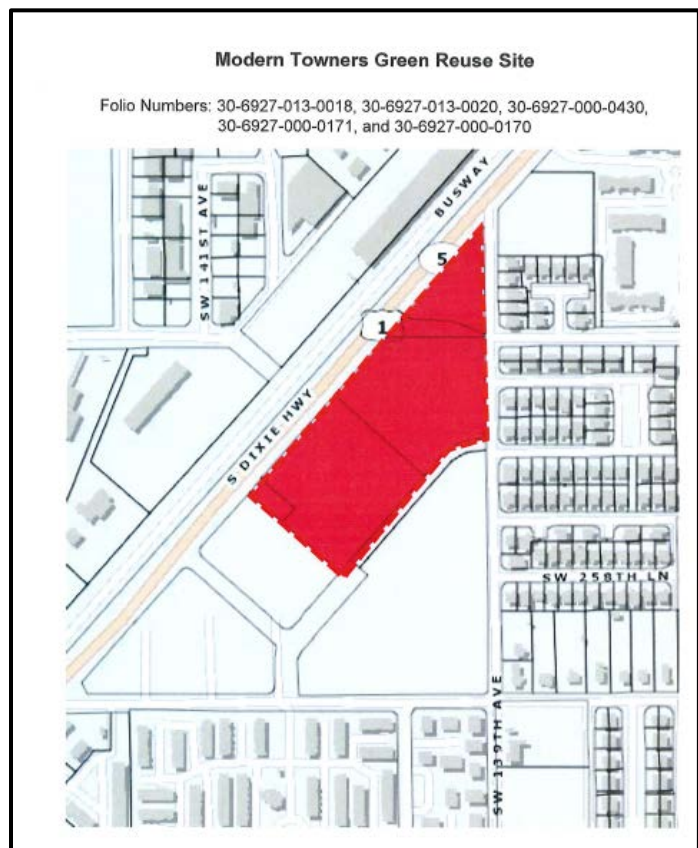 Modern Towners Green Reuse Site
Folio Numbers: 30-6927-013-0018, 30-6927-013-0020, 30-6927-000-0430,
30-6927-000-0171, and 30-6927-000-0170
BUSWAY
SW 141ST AVE
5
1
S DIXIE HWY
SW 258TH LN
SW 139TH AVE